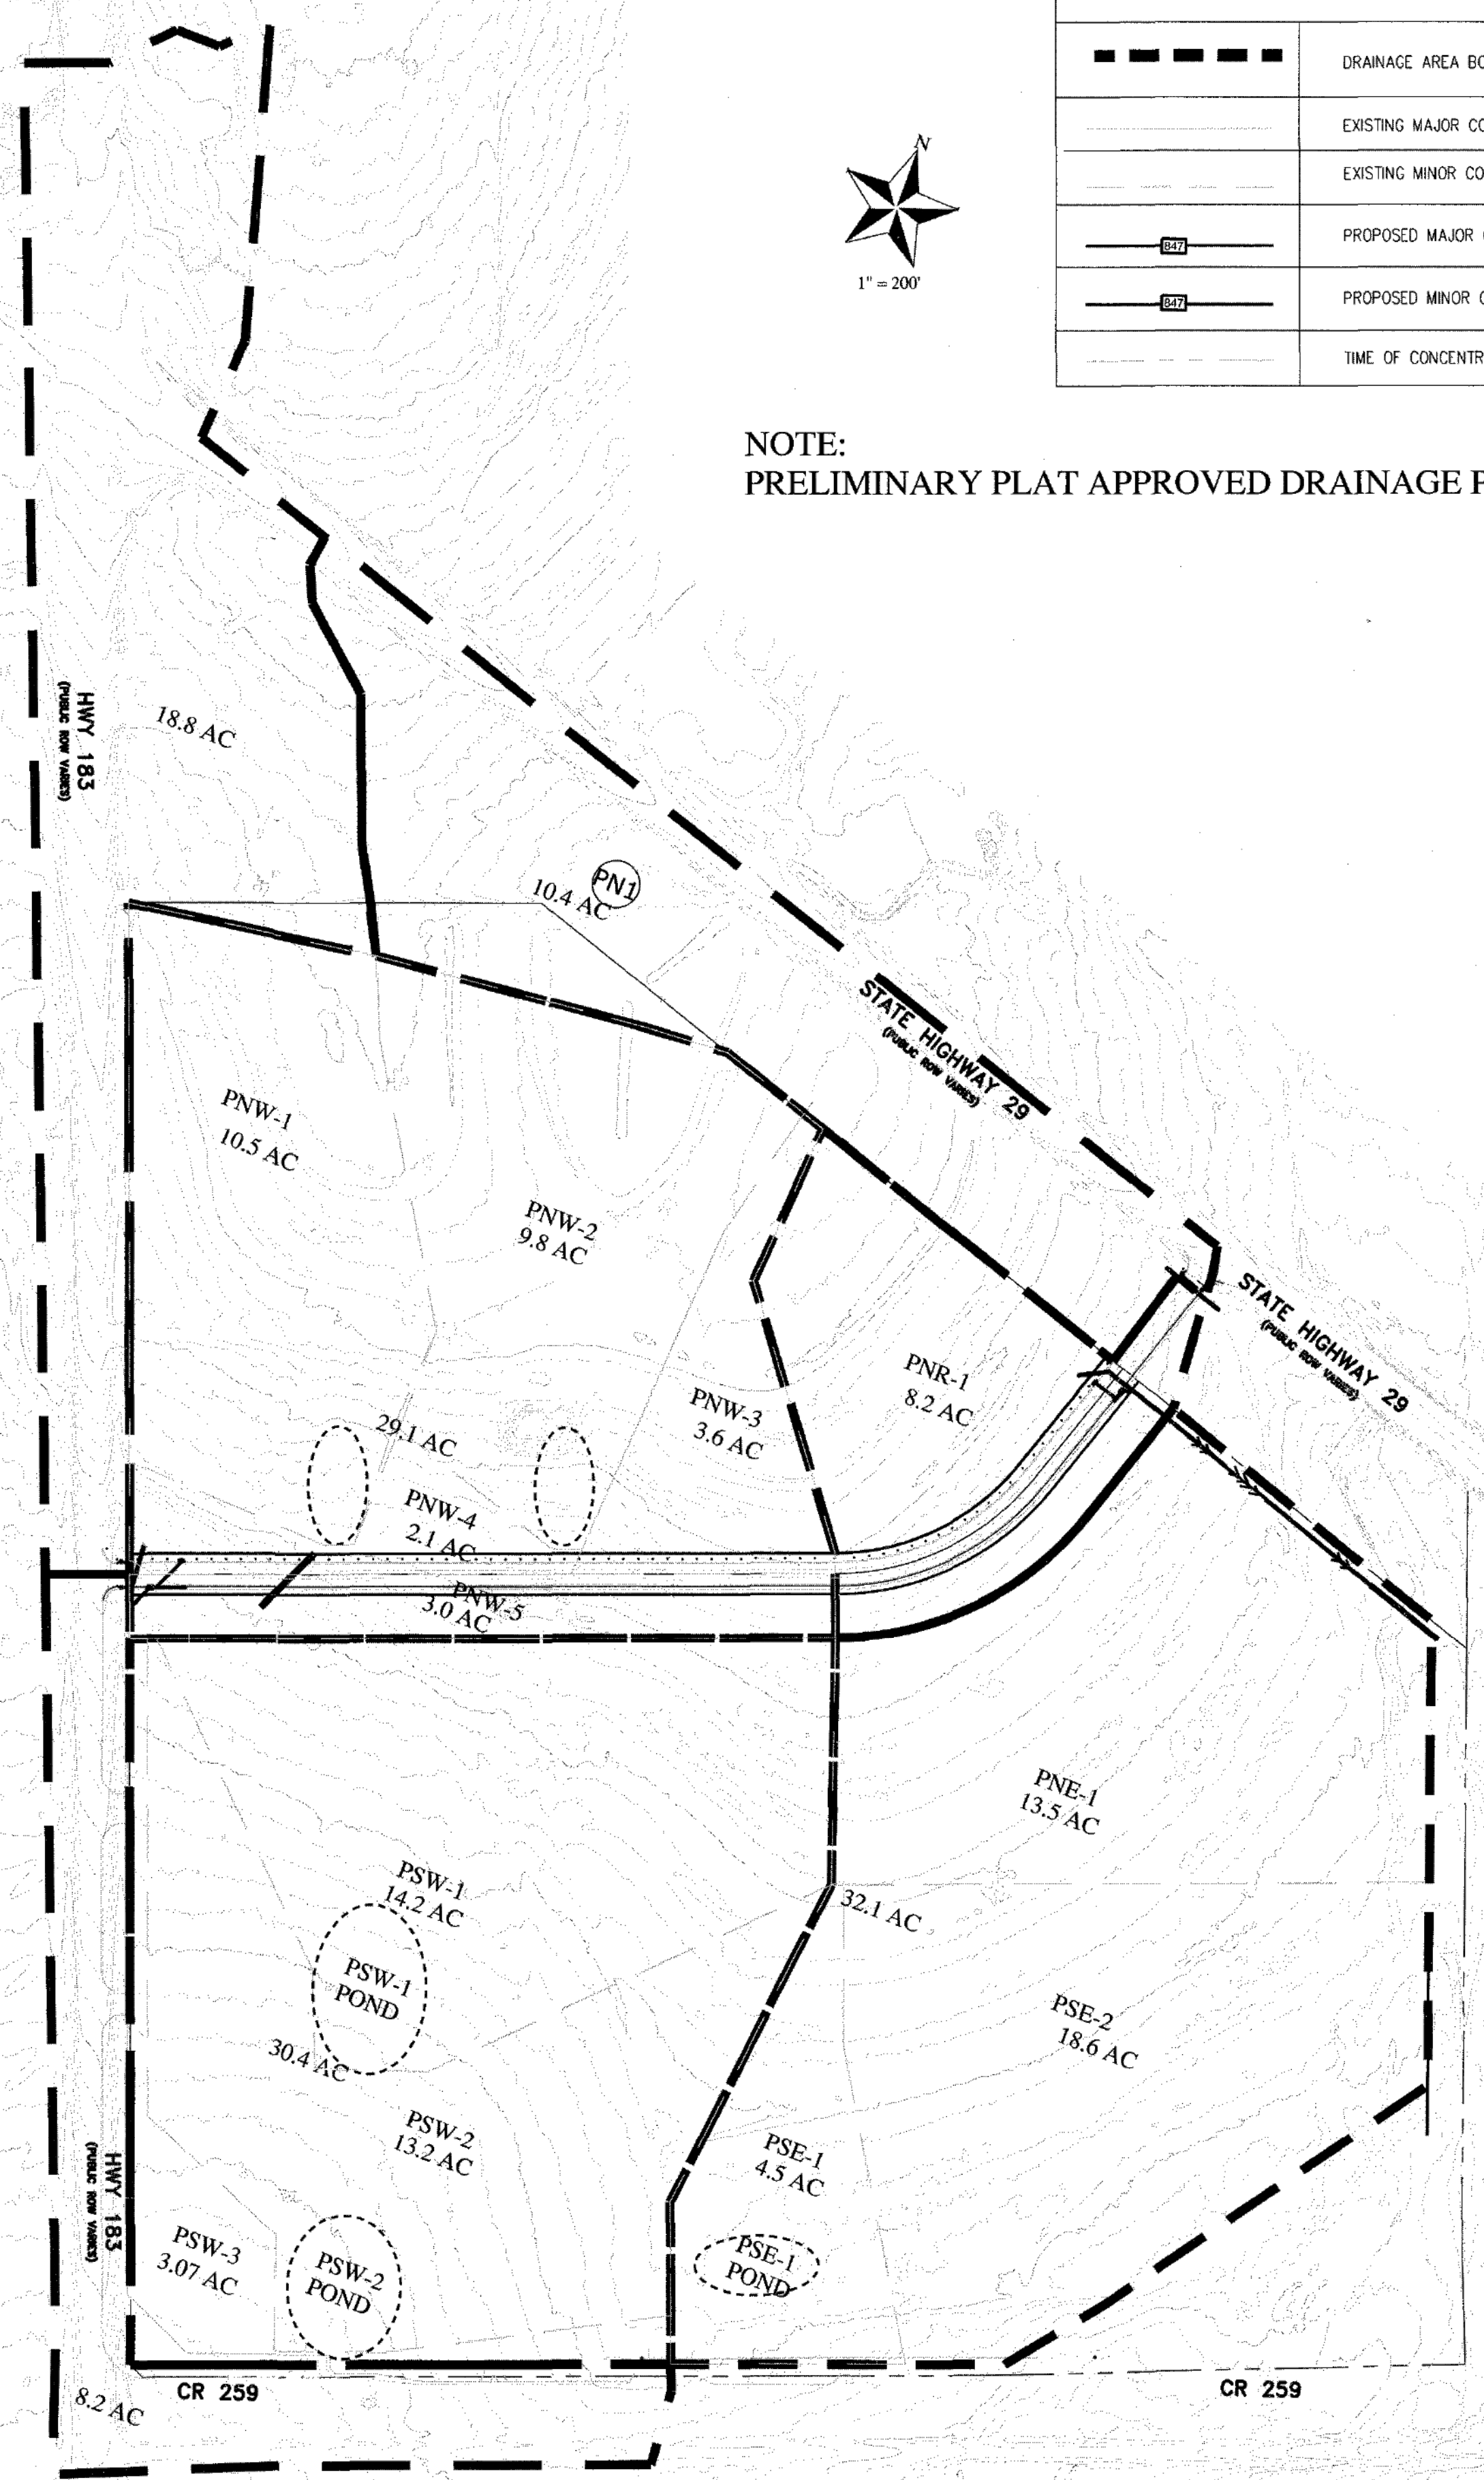 DRAINAGE AREA
EXISTING MAJOR
EXISTING MINOR
PROPOSED MAJOR
PROPOSED MINOR
TIME OF
847
847
N
1" = 200'
NOTE:
PRELIMINARY PLAT APPROVED DRAINAGE
HWY 183
(PUBLIC ROW VARIES)
18.8 AC
PN1
10.4 AC
STATE HIGHWAY 29
(PUBLIC ROW VARIES)
PNW-1
10.5 AC
PNW-2
9.8 AC
STATE HIGHWAY 29
(PUBLIC ROW VARIES)
PNR-1
8.2 AC
PNW-3
3.6 AC
29.1 AC
PNW-4
2.1 AC
PNW-5
3.0 AC
PNE-1
13.5 AC
PSW-1
14.2 AC
32.1 AC
PSW-1
POND
PSE-2
18.6 AC
30.4 AC
PSW-2
13.2 AC
PSE-1
4.5 AC
HWY 183
(PUBLIC ROW VARIES)
PSW-3
3.07 AC
PSW-2
POND
PSE-1
POND
CR 259
CR 259
8.2 AC